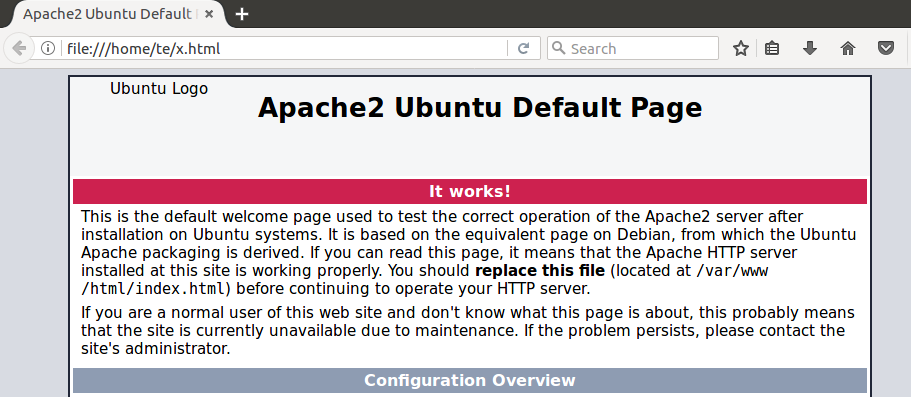 Apache2 Ubuntu Default
file:///home/te/x.html
Search
Ubuntu Logo
Apache2 Ubuntu Default Page
It works!
This is the default welcome page used to test the correct operation of the Apache2 server after
installation on Ubuntu systems. It is based on the equivalent page on Debian, from which the Ubuntu
Apache packaging is derived. If you can read this page, it means that the Apache HTTP server
installed at this site is working properly. You should replace this file (located at /var/www
/html/index.html) before continuing to operate your HTTP server.
If you are a normal user of this web site and don't know what this page is about, this probably means
that the site is currently unavailable due to maintenance. If the problem persists, please contact the
site's administrator.
Configuration Overview